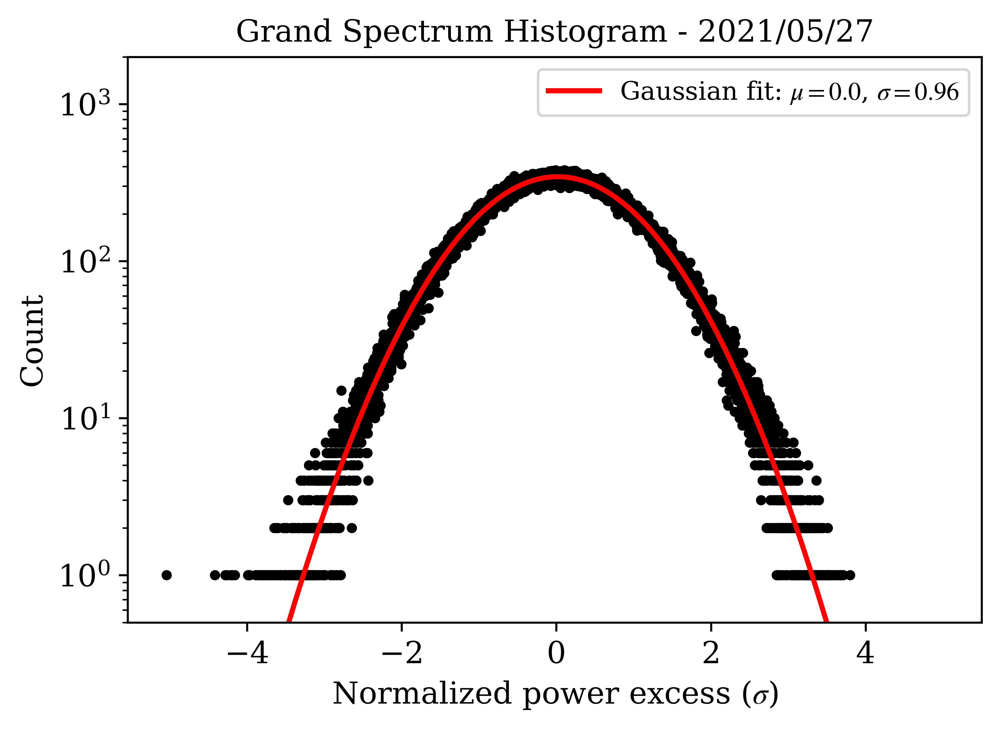 Grand Spectrum Histogram - 2021/05/27
Gaussian fit: μ=0.0, σ=0.96
10³
10²
10¹
10⁰
Count
−4 −2 0 2 4
Normalized power excess (σ)